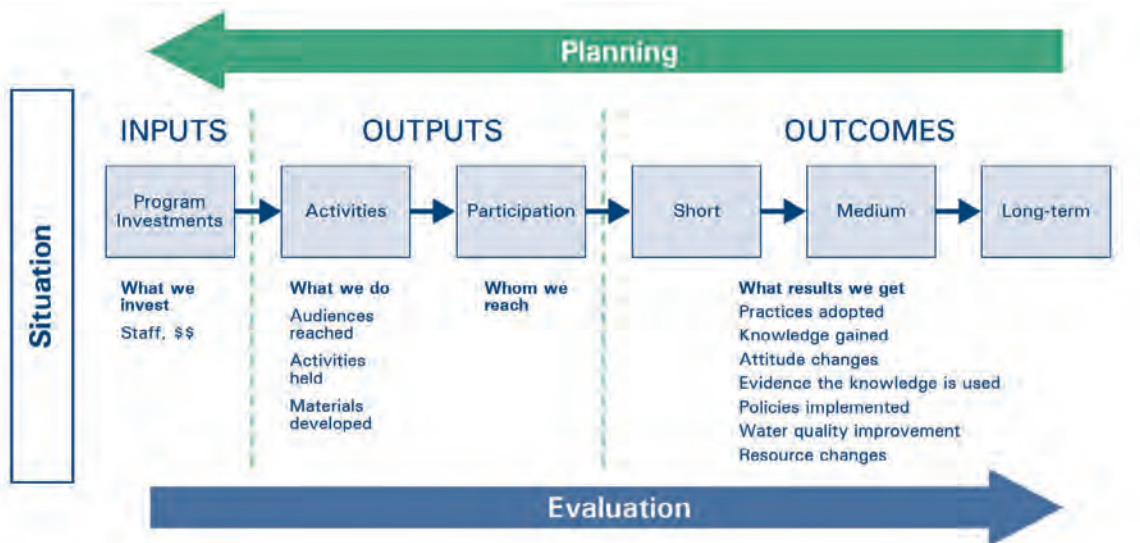 Planning
Situation
INPUTS
OUTPUTS
OUTCOMES
Program
Investments
Activities
Participation
Short
Medium
Long-term
What we
invest
Staff, $$
What we do
Audiences
reached
Activities
held
Materials
developed
Whom we
reach
What results we get
Practices adopted
Knowledge gained
Attitude changes
Evidence the knowledge is used
Policies implemented
Water quality improvement
Resource changes
Evaluation